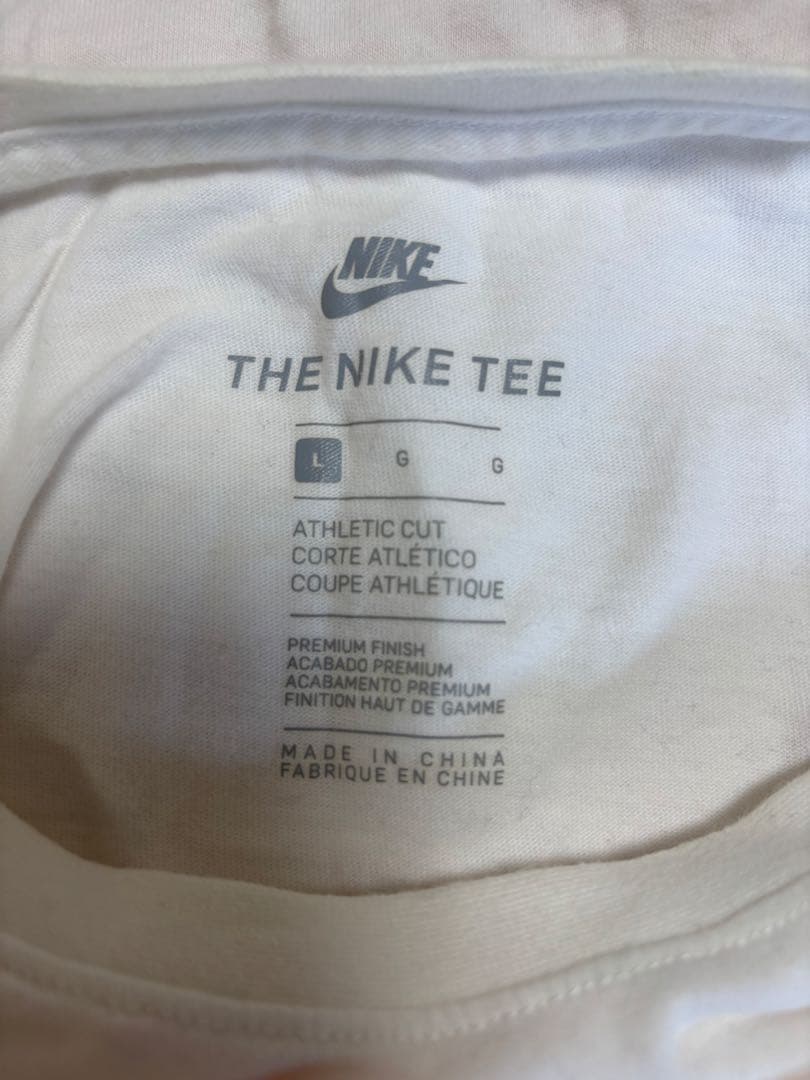 NIKE
THE NIKE TEE
L G G
ATHLETIC CUT
CORTE ATLÉTICO
COUPE ATHLÉTIQUE
PREMIUM FINISH
ACABADO PREMIUM
ACABAMENTO PREMIUM
FINITION HAUT DE GAMME
MADE IN CHINA
FABRIQUE EN CHINE